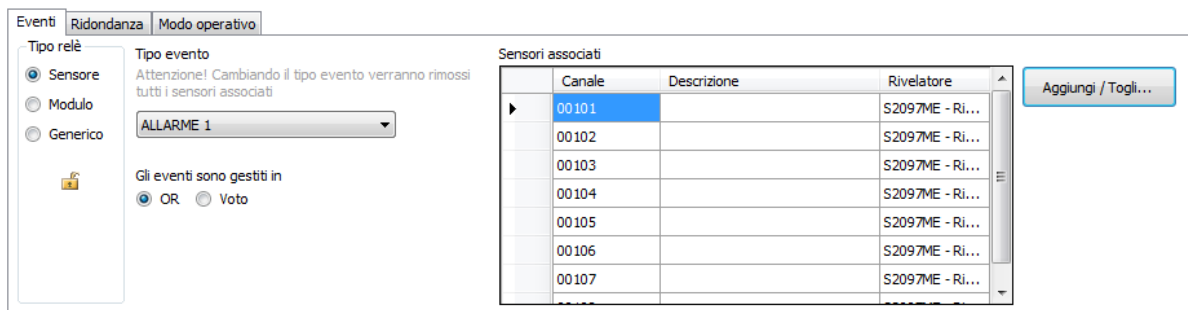 Eventi Ridondanza Modo operativo
Tipo relè
Sensore
Modulo
Generico
Tipo evento
Attenzione! Cambiando il tipo evento verranno rimossi
tutti i sensori associati
ALLARME 1
Gli eventi sono gestiti in
OR Voto
Sensori associati
Canale Descrizione Rivelatore
00101 S2097ME - Ri...
00102 S2097ME - Ri...
00103 S2097ME - Ri...
00104 S2097ME - Ri...
00105 S2097ME - Ri...
00106 S2097ME - Ri...
00107 S2097ME - Ri...
Aggiungi / Togli...